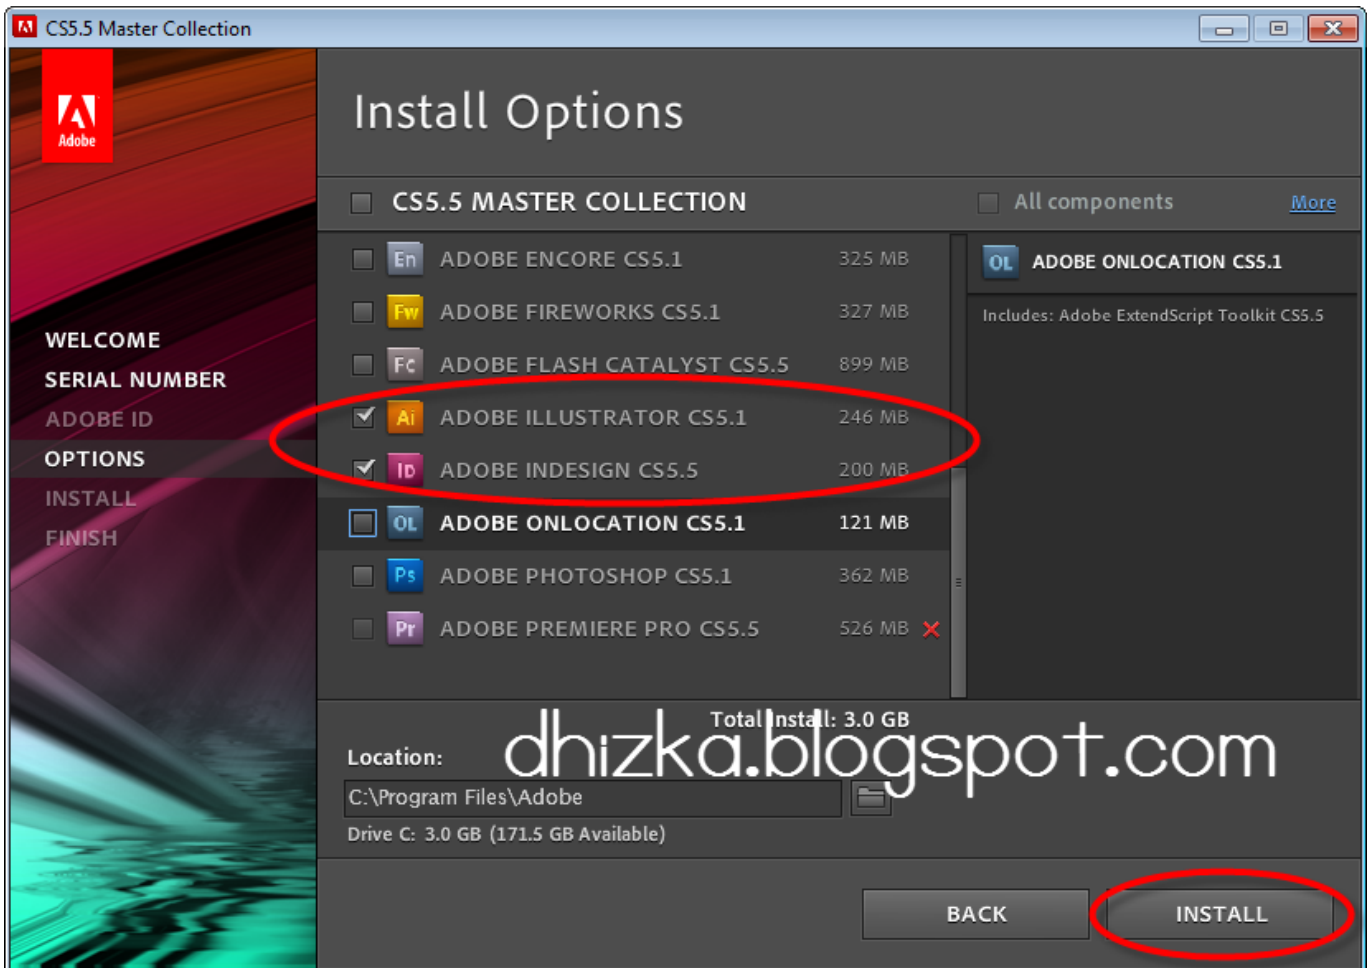 CS5.5 Master Collection
Adobe
Install Options
CS5.5 MASTER COLLECTION
All components
More
En ADOBE ENCORE CS5.1 325 MB
Fw ADOBE FIREWORKS CS5.1 327 MB
Fc ADOBE FLASH CATALYST CS5.5 899 MB
Ai ADOBE ILLUSTRATOR CS5.1 246 MB
ID ADOBE INDESIGN CS5.5 200 MB
OL ADOBE ONLOCATION CS5.1 121 MB
Ps ADOBE PHOTOSHOP CS5.1 362 MB
Pr ADOBE PREMIERE PRO CS5.5 526 MB
OL ADOBE ONLOCATION CS5.1
Includes: Adobe ExtendScript Toolkit CS5.5
WELCOME
SERIAL NUMBER
ADOBE ID
OPTIONS
INSTALL
FINISH
Total Install: 3.0 GB
dhizka.blogspot.com
Location:
C:\Program Files\Adobe
Drive C: 3.0 GB (171.5 GB Available)
BACK
INSTALL